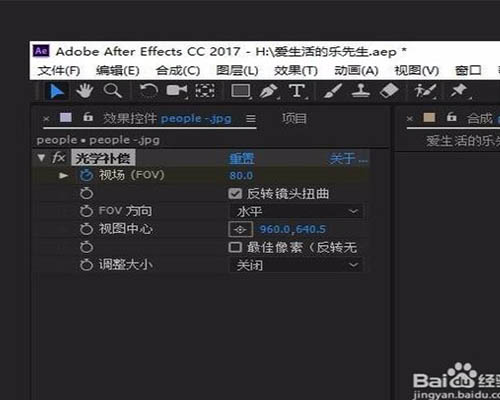 Ae Adobe After Effects CC 2017 - H:\爱生活的乐先生.aep *
文件(F) 编辑(E) 合成(C) 图层(L) 效果(T) 动画(A) 视图(V) 窗口
× 效果控件 people -.jpg ≡ 项目 × 合成
people • people -.jpg 爱生活的乐
fx 光学补偿 重置 关于...
视场 (FOV) 80.0
反转镜头扭曲
FOV 方向 水平
视图中心 960.0,640.5
最佳像素（反转无
调整大小 关闭
Baidu 经验
jingyan.baidu.com